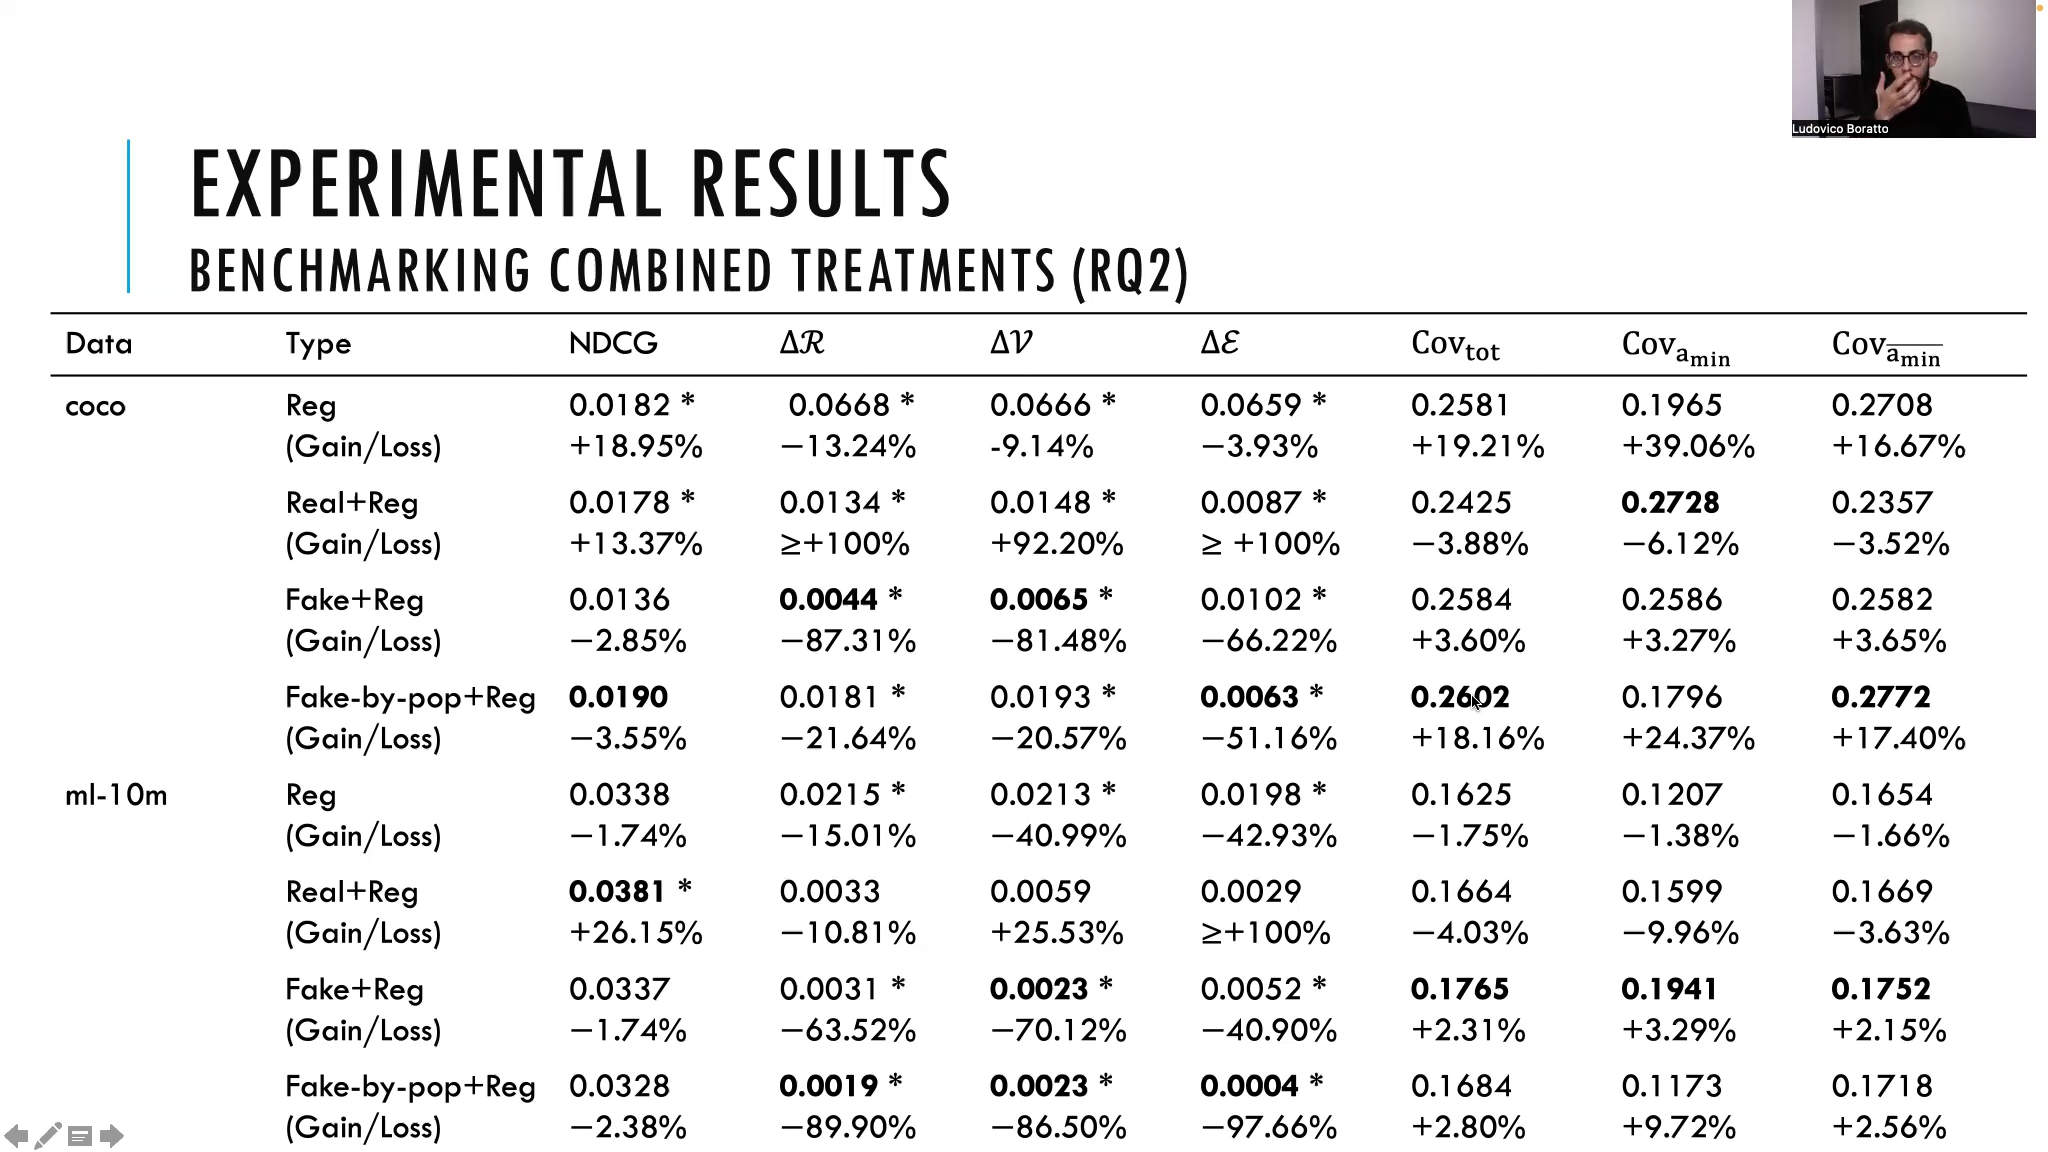 Ludovico Boratto
EXPERIMENTAL RESULTS
BENCHMARKING COMBINED TREATMENTS (RQ2)
Data Type NDCG Δℛ Δ𝒱 Δℰ Cov_tot Cov_a_min Cov_a̅_m̅i̅n̅
coco Reg 0.0182 * 0.0668 * 0.0666 * 0.0659 * 0.2581 0.1965 0.2708
(Gain/Loss) +18.95% −13.24% -9.14% −3.93% +19.21% +39.06% +16.67%
Real+Reg 0.0178 * 0.0134 * 0.0148 * 0.0087 * 0.2425 0.2728 0.2357
(Gain/Loss) +13.37% ≥+100% +92.20% ≥ +100% −3.88% −6.12% −3.52%
Fake+Reg 0.0136 0.0044 * 0.0065 * 0.0102 * 0.2584 0.2586 0.2582
(Gain/Loss) −2.85% −87.31% −81.48% −66.22% +3.60% +3.27% +3.65%
Fake-by-pop+Reg 0.0190 0.0181 * 0.0193 * 0.0063 * 0.2602 0.1796 0.2772
(Gain/Loss) −3.55% −21.64% −20.57% −51.16% +18.16% +24.37% +17.40%
ml-10m Reg 0.0338 0.0215 * 0.0213 * 0.0198 * 0.1625 0.1207 0.1654
(Gain/Loss) −1.74% −15.01% −40.99% −42.93% −1.75% −1.38% −1.66%
Real+Reg 0.0381 * 0.0033 0.0059 0.0029 0.1664 0.1599 0.1669
(Gain/Loss) +26.15% −10.81% +25.53% ≥+100% −4.03% −9.96% −3.63%
Fake+Reg 0.0337 0.0031 * 0.0023 * 0.0052 * 0.1765 0.1941 0.1752
(Gain/Loss) −1.74% −63.52% −70.12% −40.90% +2.31% +3.29% +2.15%
Fake-by-pop+Reg 0.0328 0.0019 * 0.0023 * 0.0004 * 0.1684 0.1173 0.1718
(Gain/Loss) −2.38% −89.90% −86.50% −97.66% +2.80% +9.72% +2.56%